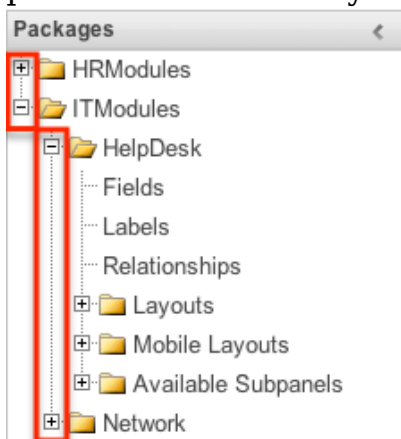 Packages
HRModules
ITModules
HelpDesk
Fields
Labels
Relationships
Layouts
Mobile Layouts
Available Subpanels
Network